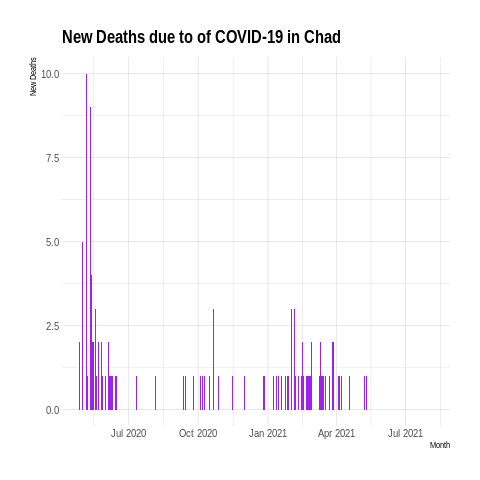 New Deaths due to of COVID-19 in Chad
New Deaths
10.0
7.5
5.0
2.5
0.0
Jul 2020 Oct 2020 Jan 2021 Apr 2021 Jul 2021
Month